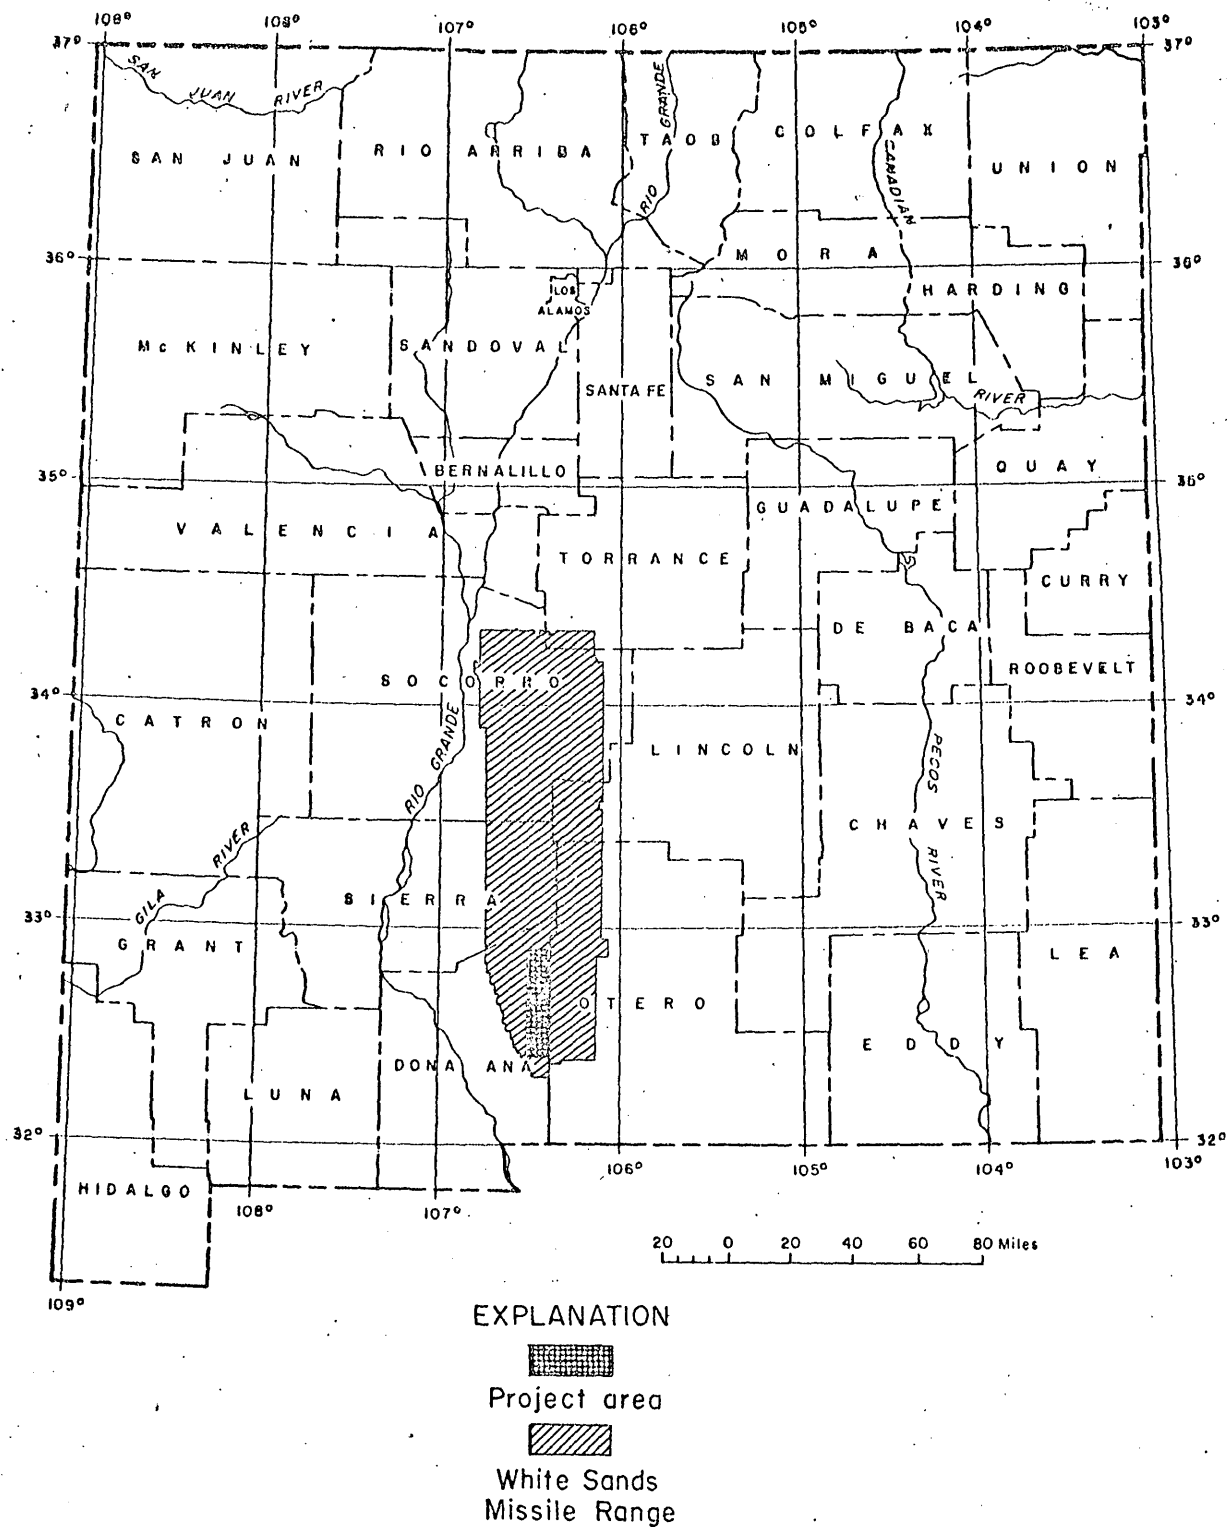 109° 108° 107° 106° 105° 104° 103°
37° 37°
SAN JUAN RIVER
SAN JUAN
RIO ARRIBA
TAOS
COLFAX
UNION
RIO GRANDE
CANADIAN
36° 36°
MORA
HARDING
LOS ALAMOS
McKINLEY
SANDOVAL
SANTA FE
SAN MIGUEL
RIVER
BERNALILLO
QUAY
35° 35°
GUADALUPE
VALENCIA
TORRANCE
CURRY
DE BACA
ROOSEVELT
SOCORRO
34° 34°
CATRON
LINCOLN
RIO GRANDE
PECOS RIVER
CHAVES
GILA RIVER
SIERRA
33° 33°
GRANT
LEA
OTERO
EDDY
DONA ANA
LUNA
32° 32°
106° 105° 104° 103°
HIDALGO
108° 107°
20 0 20 40 60 80 Miles
109°
EXPLANATION
Project area
White Sands
Missile Range